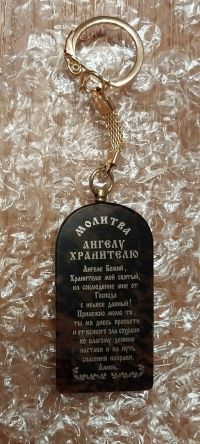 МОЛИТВА
АНГЕЛУ
ХРАНИТЕЛЮ
Ангеле Божий,
Хранителю мой святый,
на соблюдение мне от
Господа
с небесе данный!
Прилежно молю тя,
ты мя днесь просвети
и от всякого зла сохрани
ко благому деянию
настави и на путь
спасения направи.
Аминь.